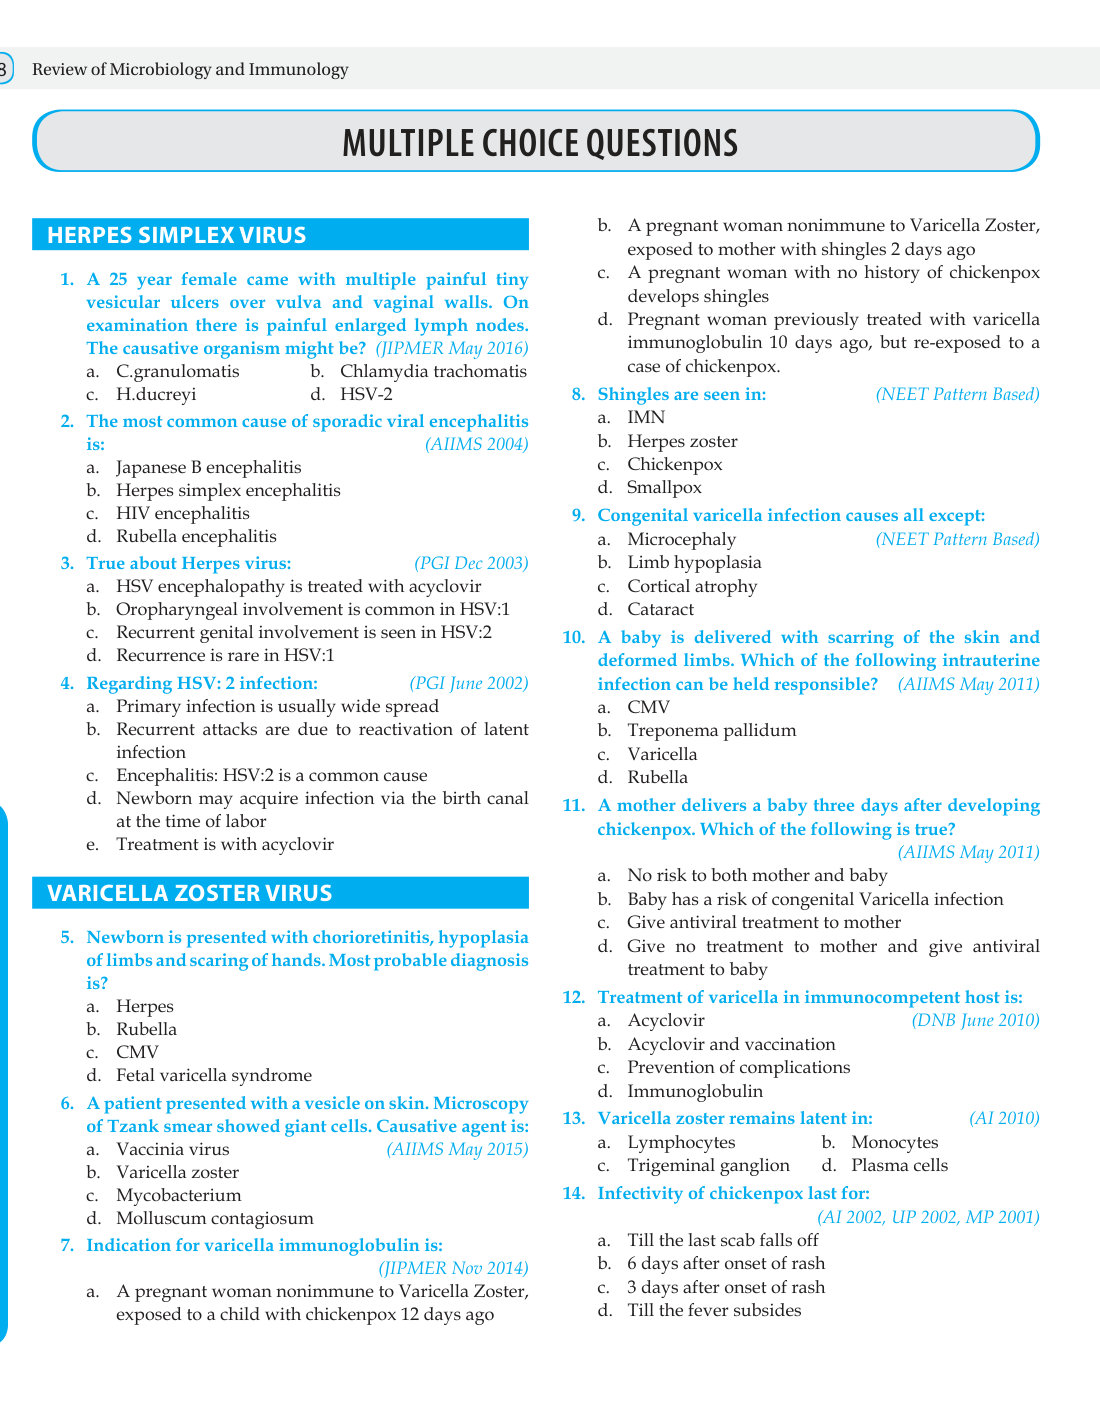 8 Review of Microbiology and Immunology
MULTIPLE CHOICE QUESTIONS
HERPES SIMPLEX VIRUS
1. A 25 year female came with multiple painful tiny
vesicular ulcers over vulva and vaginal walls. On
examination there is painful enlarged lymph nodes.
The causative organism might be? (JIPMER May 2016)
a. C.granulomatis b. Chlamydia trachomatis
c. H.ducreyi d. HSV-2
2. The most common cause of sporadic viral encephalitis
is: (AIIMS 2004)
a. Japanese B encephalitis
b. Herpes simplex encephalitis
c. HIV encephalitis
d. Rubella encephalitis
3. True about Herpes virus: (PGI Dec 2003)
a. HSV encephalopathy is treated with acyclovir
b. Oropharyngeal involvement is common in HSV:1
c. Recurrent genital involvement is seen in HSV:2
d. Recurrence is rare in HSV:1
4. Regarding HSV: 2 infection: (PGI June 2002)
a. Primary infection is usually wide spread
b. Recurrent attacks are due to reactivation of latent
infection
c. Encephalitis: HSV:2 is a common cause
d. Newborn may acquire infection via the birth canal
at the time of labor
e. Treatment is with acyclovir
VARICELLA ZOSTER VIRUS
5. Newborn is presented with chorioretinitis, hypoplasia
of limbs and scaring of hands. Most probable diagnosis
is?
a. Herpes
b. Rubella
c. CMV
d. Fetal varicella syndrome
6. A patient presented with a vesicle on skin. Microscopy
of Tzank smear showed giant cells. Causative agent is:
a. Vaccinia virus (AIIMS May 2015)
b. Varicella zoster
c. Mycobacterium
d. Molluscum contagiosum
7. Indication for varicella immunoglobulin is:
(JIPMER Nov 2014)
a. A pregnant woman nonimmune to Varicella Zoster,
exposed to a child with chickenpox 12 days ago
b. A pregnant woman nonimmune to Varicella Zoster,
exposed to mother with shingles 2 days ago
c. A pregnant woman with no history of chickenpox
develops shingles
d. Pregnant woman previously treated with varicella
immunoglobulin 10 days ago, but re-exposed to a
case of chickenpox.
8. Shingles are seen in: (NEET Pattern Based)
a. IMN
b. Herpes zoster
c. Chickenpox
d. Smallpox
9. Congenital varicella infection causes all except:
a. Microcephaly (NEET Pattern Based)
b. Limb hypoplasia
c. Cortical atrophy
d. Cataract
10. A baby is delivered with scarring of the skin and
deformed limbs. Which of the following intrauterine
infection can be held responsible? (AIIMS May 2011)
a. CMV
b. Treponema pallidum
c. Varicella
d. Rubella
11. A mother delivers a baby three days after developing
chickenpox. Which of the following is true?
(AIIMS May 2011)
a. No risk to both mother and baby
b. Baby has a risk of congenital Varicella infection
c. Give antiviral treatment to mother
d. Give no treatment to mother and give antiviral
treatment to baby
12. Treatment of varicella in immunocompetent host is:
a. Acyclovir (DNB June 2010)
b. Acyclovir and vaccination
c. Prevention of complications
d. Immunoglobulin
13. Varicella zoster remains latent in: (AI 2010)
a. Lymphocytes b. Monocytes
c. Trigeminal ganglion d. Plasma cells
14. Infectivity of chickenpox last for:
(AI 2002, UP 2002, MP 2001)
a. Till the last scab falls off
b. 6 days after onset of rash
c. 3 days after onset of rash
d. Till the fever subsides